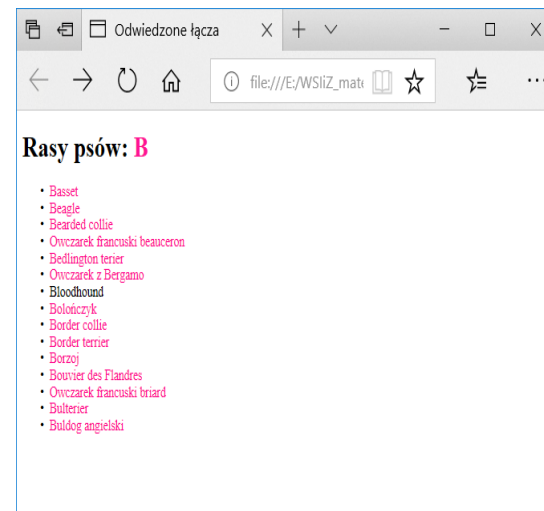 Odwiedzone łącza
file:///E:/WSIiZ_mate
Rasy psów: B
Basset
Beagle
Bearded collie
Owczarek francuski beauceron
Bedlington terier
Owczarek z Bergamo
Bloodhound
Bolończyk
Border collie
Border terrier
Borzoj
Bouvier des Flandres
Owczarek francuski briard
Bulterier
Buldog angielski